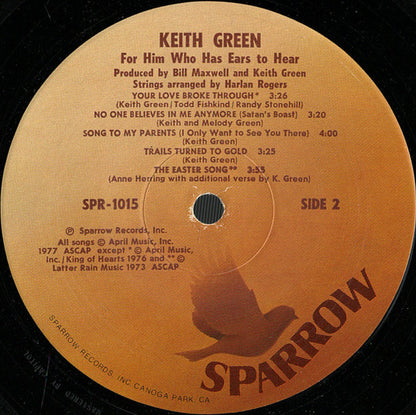 KEITH GREEN
For Him Who Has Ears to Hear
Produced by Bill Maxwell and Keith Green
Strings arranged by Harlan Rogers
YOUR LOVE BROKE THROUGH* 3:26
(Keith Green/Todd Fishkind/Randy Stonehill)
NO ONE BELIEVES IN ME ANYMORE (Satan's Boast) 3:20
(Keith and Melody Green)
SONG TO MY PARENTS (I Only Want to See You There) 4:00
(Keith Green)
TRAILS TURNED TO GOLD 3:25
(Keith Green)
THE EASTER SONG** 3:55
(Anne Herring with additional verse by K. Green)
SPR-1015
SIDE 2
℗ Sparrow Records, Inc.
All songs © April Music, Inc.
1977 ASCAP except * © April Music,
Inc./King of Hearts 1976 and ** ©
Latter Rain Music 1973 ASCAP
SPARROW
SPARROW RECORDS, INC CANOGA PARK, CA